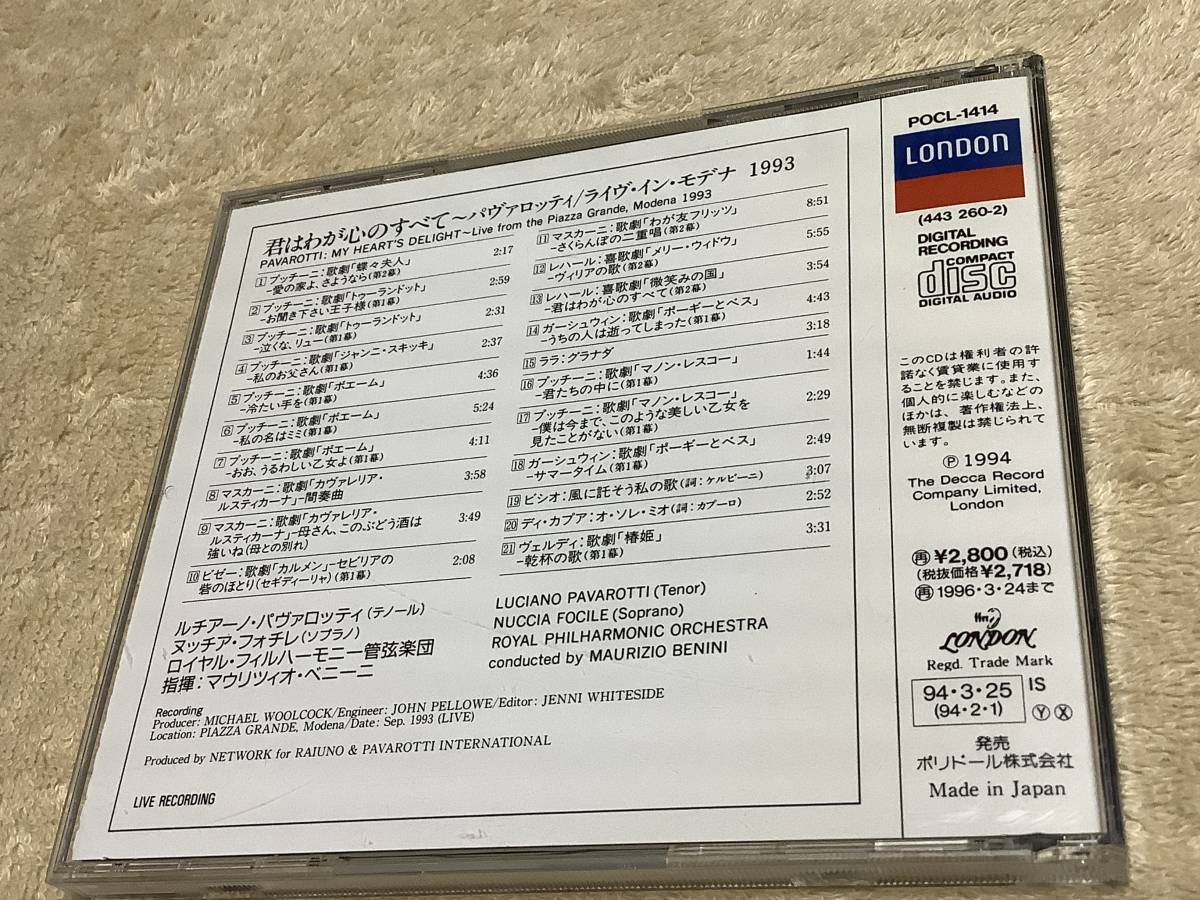 君はわが心のすべて〜パヴァロッティ/ライヴ・イン・モデナ 1993
PAVAROTTI: MY HEART'S DELIGHT〜Live from the Piazza Grande, Modena 1993
1 プッチーニ:歌劇「蝶々夫人」
-愛の家よ、さようなら(第2幕) 2:17
2 プッチーニ:歌劇「トゥーランドット」
-お聞き下さい王子様(第1幕) 2:59
3 プッチーニ:歌劇「トゥーランドット」
-泣くな、リュー(第1幕) 2:31
4 プッチーニ:歌劇「ジャンニ・スキッキ」
-私のお父さん(第1幕) 2:37
5 プッチーニ:歌劇「ボエーム」
-冷たい手を(第1幕) 4:36
6 プッチーニ:歌劇「ボエーム」
-私の名はミミ(第1幕) 5:24
7 プッチーニ:歌劇「ボエーム」
-おお、うるわしい乙女よ(第1幕) 4:11
8 マスカーニ:歌劇「カヴァレリア・
ルスティカーナ」-間奏曲 3:58
9 マスカーニ:歌劇「カヴァレリア・
ルスティカーナ」-母さん、このぶどう酒は
強いね(母との別れ) 3:49
10 ビゼー:歌劇「カルメン」-セビリアの
砦のほとり(セギディーリャ)(第1幕) 2:08
11 マスカーニ:歌劇「わが友フリッツ」
-さくらんぼの二重唱(第2幕) 8:51
12 レハール:喜歌劇「メリー・ウィドウ」
-ヴィリアの歌(第2幕) 5:55
13 レハール:喜歌劇「微笑みの国」
-君はわが心のすべて(第2幕) 3:54
14 ガーシュウィン:歌劇「ポーギーとベス」
-うちの人は逝ってしまった(第1幕) 4:43
15 ララ:グラナダ 3:18
16 プッチーニ:歌劇「マノン・レスコー」
-君たちの中に(第1幕) 1:44
17 プッチーニ:歌劇「マノン・レスコー」
-僕は今まで、このような美しい乙女を
見たことがない(第1幕) 2:29
18 ガーシュウィン:歌劇「ポーギーとベス」
-サマータイム(第1幕) 2:49
19 ビシオ:風に託そう私の歌(詞:ケルビーニ) 3:07
20 ディ・カプア:オ・ソレ・ミオ(詞:カプーロ) 2:52
21 ヴェルディ:歌劇「椿姫」
-乾杯の歌(第1幕) 3:31
ルチアーノ・パヴァロッティ(テノール)
ヌッチア・フォチレ(ソプラノ)
ロイヤル・フィルハーモニー管弦楽団
指揮:マウリツィオ・ベニーニ
LUCIANO PAVAROTTI (Tenor)
NUCCIA FOCILE (Soprano)
ROYAL PHILHARMONIC ORCHESTRA
conducted by MAURIZIO BENINI
Recording
Producer: MICHAEL WOOLCOCK/Engineer: JOHN PELLOWE/Editor: JENNI WHITESIDE
Location: PIAZZA GRANDE, Modena/Date: Sep. 1993 (LIVE)
Produced by NETWORK for RAIUNO & PAVAROTTI INTERNATIONAL
LIVE RECORDING
POCL-1414
LONDON
(443 260-2)
DIGITAL
RECORDING
COMPACT
disc
DIGITAL AUDIO
このCDは権利者の許
諾なく賃貸業に使用す
ることを禁じます。また、
個人的に楽しむなどの
ほかは、著作権法上、
無断複製は禁じられて
います。
Ⓟ 1994
The Decca Record
Company Limited,
London
再 ¥2,800(税込)
(税抜価格¥2,718)
再 1996・3・24まで
ffrr
LONDON
Regd. Trade Mark
94・3・25 IS
(94・2・1) Ⓨ Ⓧ
発売
ポリドール株式会社
Made in Japan